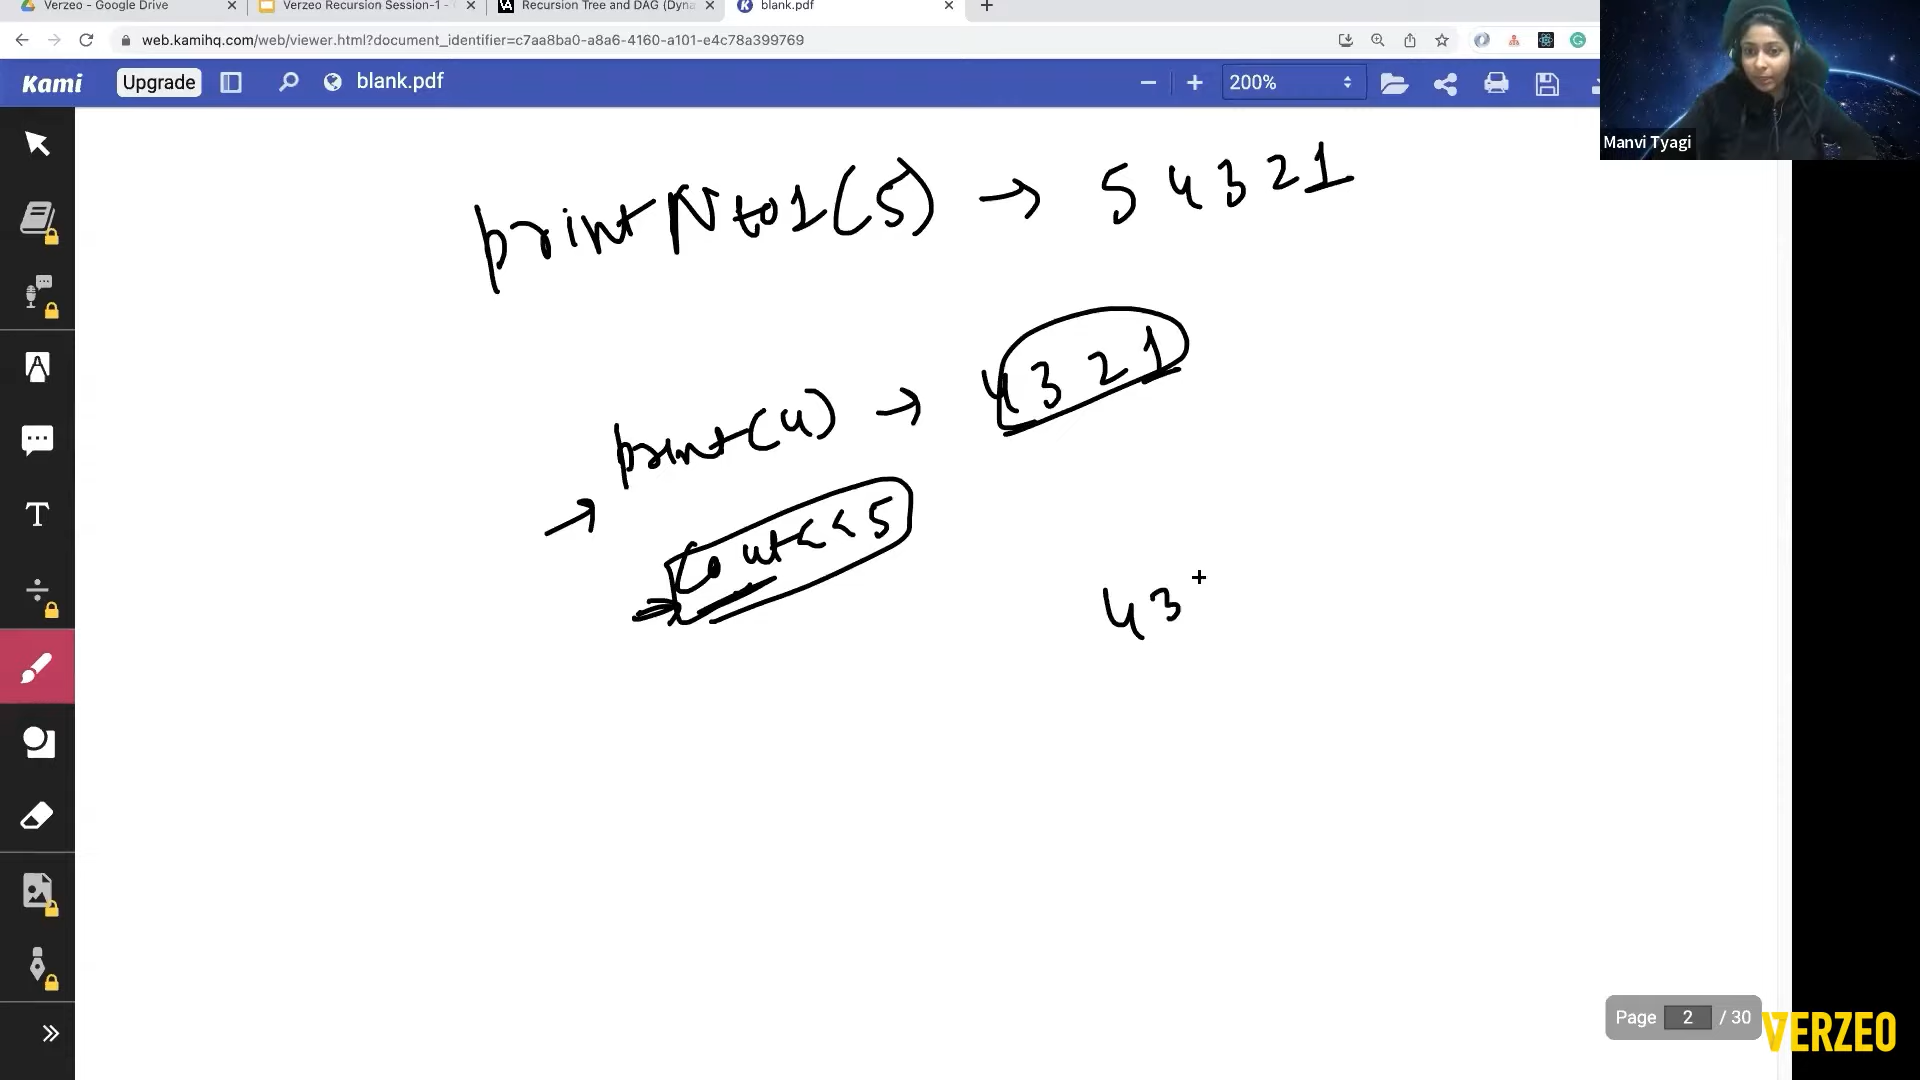 Verzeo - Google Drive
Verzeo Recursion Session-1 -
Recursion Tree and DAG (Dyna
blank.pdf
web.kamihq.com/web/viewer.html?document_identifier=c7aa8ba0-a8a6-4160-a101-e4c78a399769
Kami Upgrade blank.pdf 200%
Manvi Tyagi
printNto1(5) → 5 4 3 2 1
print(4) → 4 3 2 1
→
cout<<5
4 3
Page 2 / 30
VERZEO